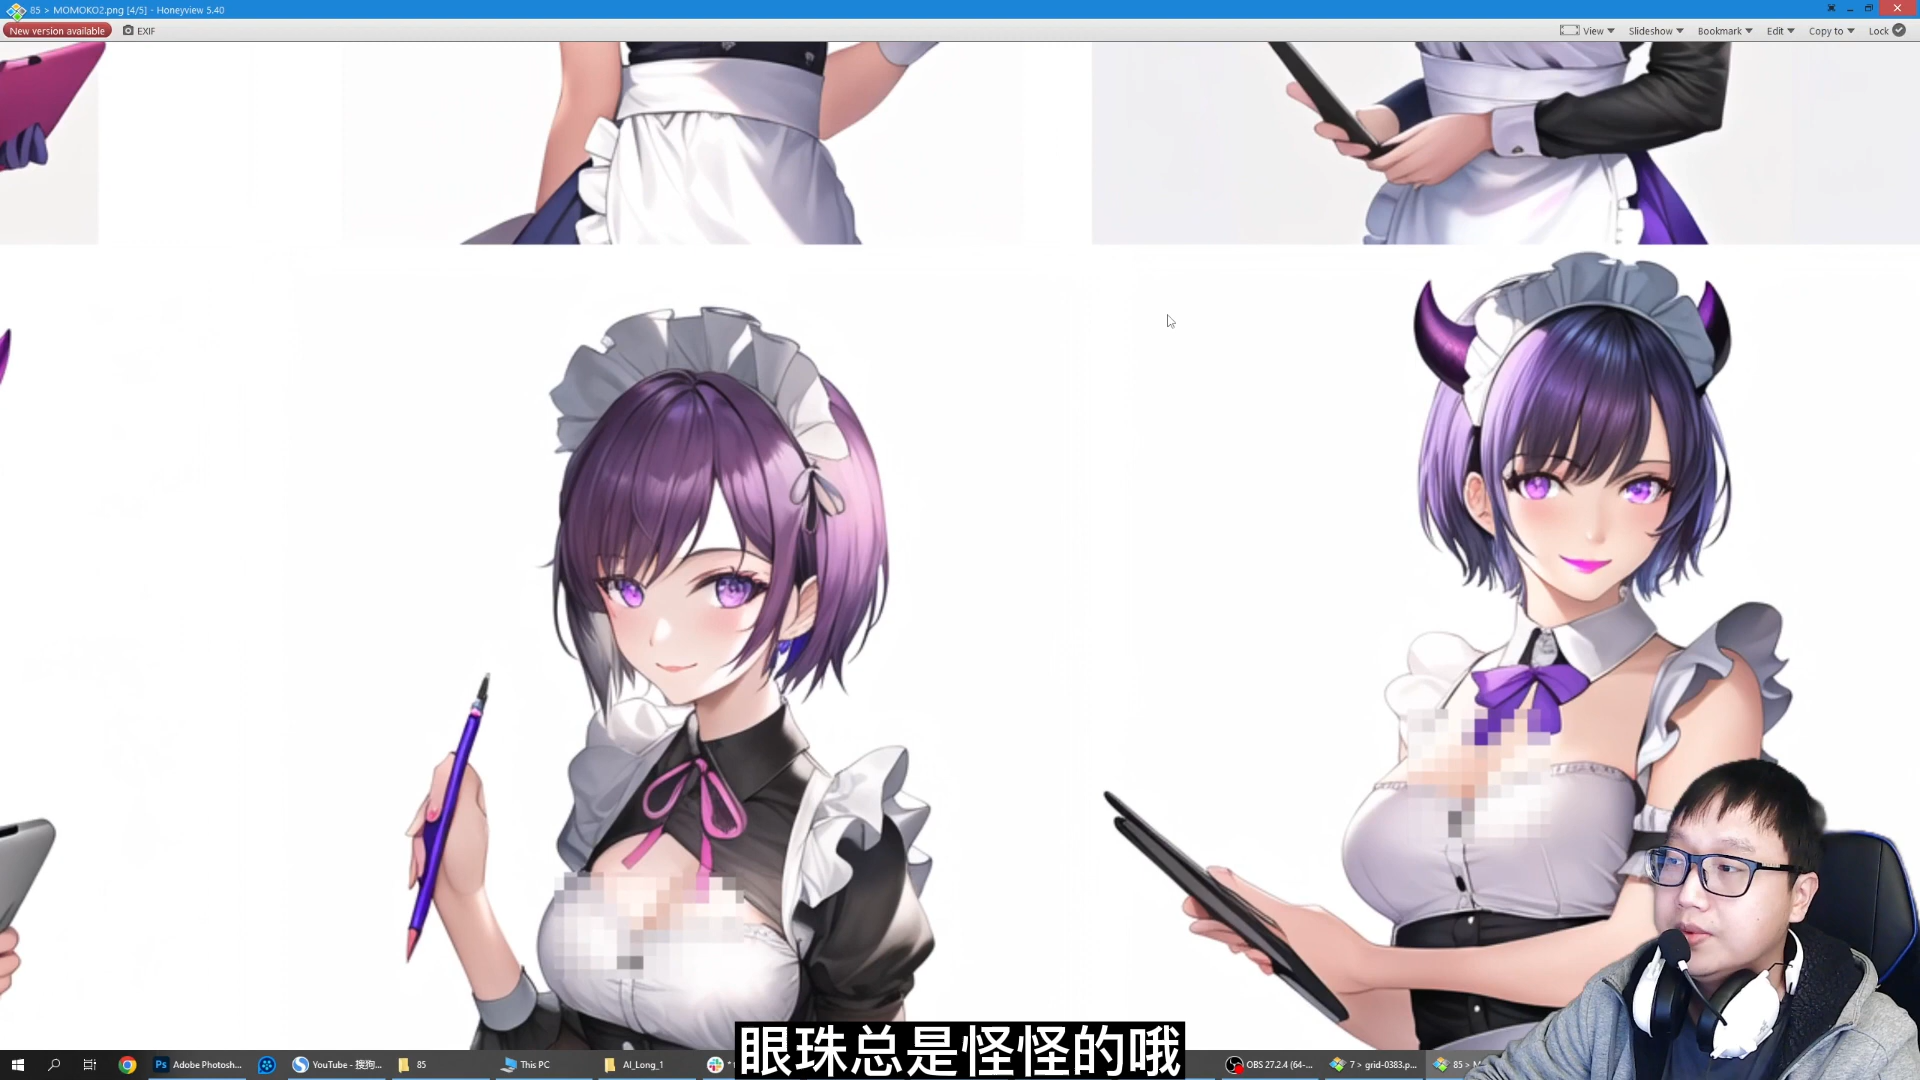 85 > MOMOKO2.png [4/5] - Honeyview 5.40
New version available
EXIF
View
Slideshow
Bookmark
Edit
Copy to
Lock
眼珠总是怪怪的哦
Ps
Adobe Photosh...
YouTube - 搜狗...
85
This PC
AI_Long_1
OBS 27.2.4 (64-...
7 > grid-0383.p...
85 > M